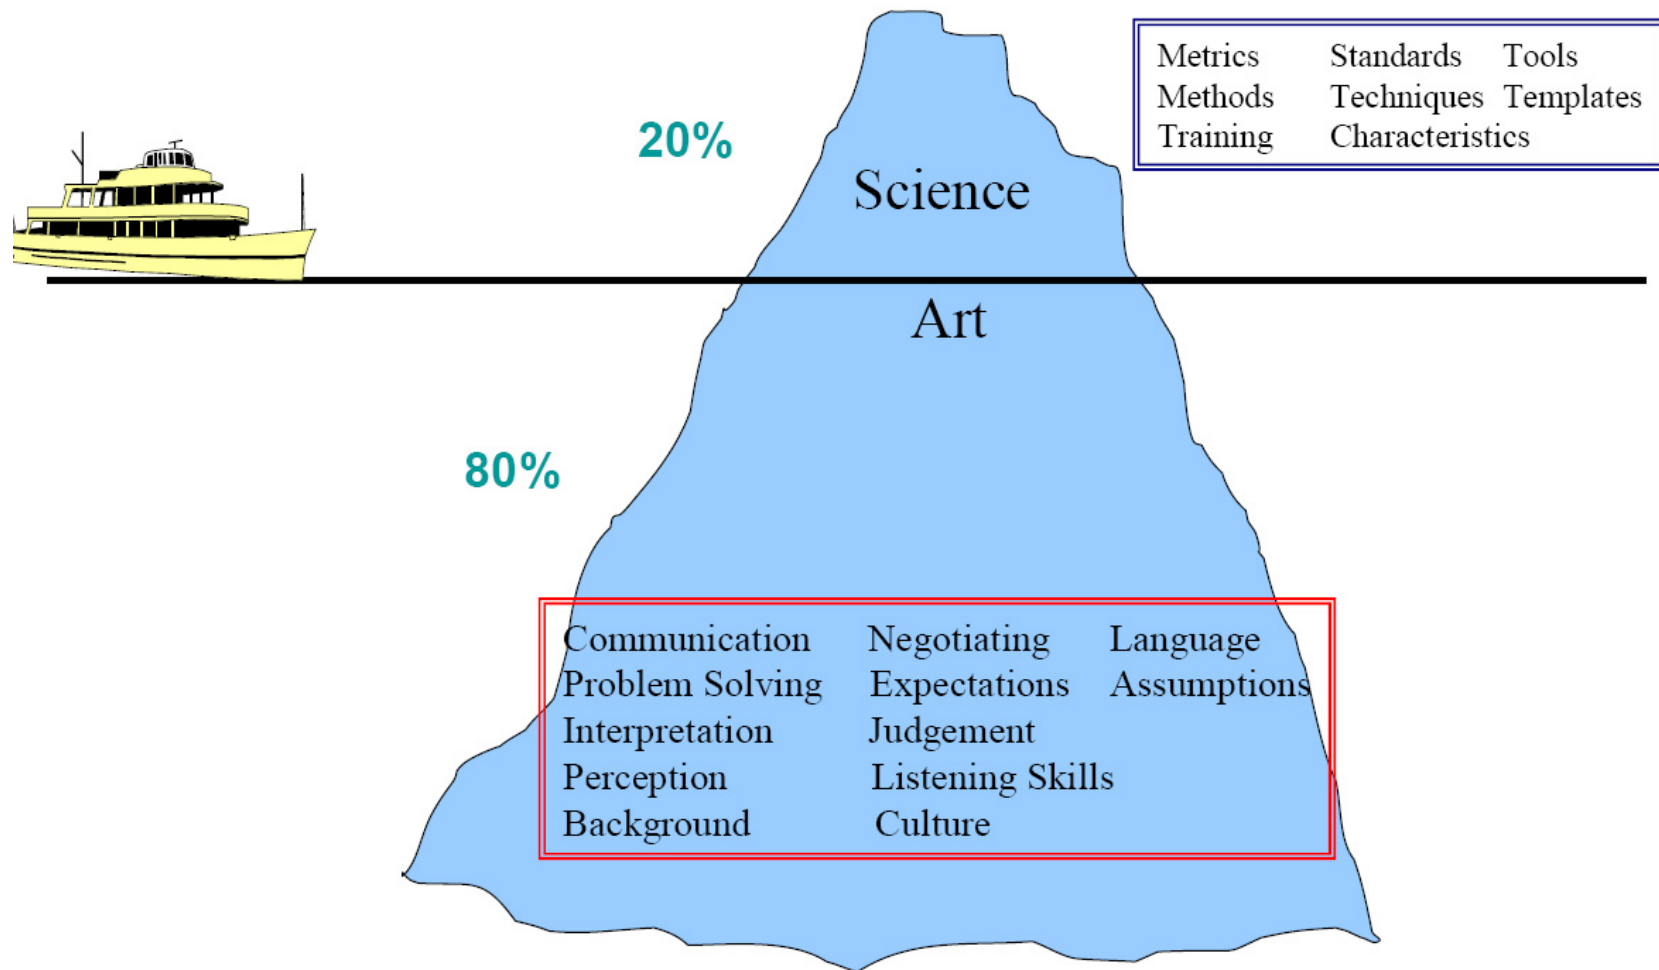 Metrics Standards Tools
Methods Techniques Templates
Training Characteristics
20%
Science
Art
80%
Communication Negotiating Language
Problem Solving Expectations Assumptions
Interpretation Judgement
Perception Listening Skills
Background Culture